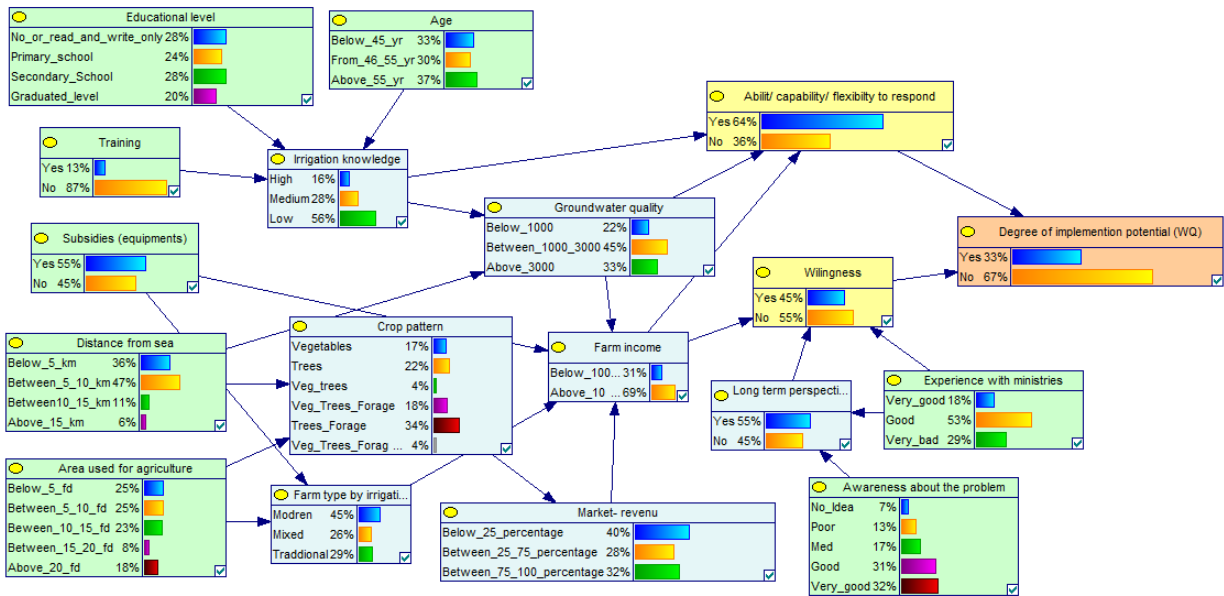 Educational level
No_or_read_and_write_only 28%
Primary_school 24%
Secondary_School 28%
Graduated_level 20%
Age
Below_45_yr 33%
From_46_55_yr 30%
Above_55_yr 37%
Training
Yes 13%
No 87%
Irrigation knowledge
High 16%
Medium 28%
Low 56%
Abilit/ capability/ flexibilty to respond
Yes 64%
No 36%
Subsidies (equipments)
Yes 55%
No 45%
Groundwater quality
Below_1000 22%
Between_1000_3000 45%
Above_3000 33%
Degree of implemention potential (WQ)
Yes 33%
No 67%
Wilingness
Yes 45%
No 55%
Distance from sea
Below_5_km 36%
Between_5_10_km 47%
Between10_15_km 11%
Above_15_km 6%
Crop pattern
Vegetables 17%
Trees 22%
Veg_trees 4%
Veg_Trees_Forage 18%
Trees_Forage 34%
Veg_Trees_Forag ... 4%
Farm income
Below_100... 31%
Above_10 ... 69%
Long term perspecti...
Yes 55%
No 45%
Experience with ministries
Very_good 18%
Good 53%
Very_bad 29%
Area used for agriculture
Below_5_fd 25%
Between_5_10_fd 25%
Beween_10_15_fd 23%
Between_15_20_fd 8%
Above_20_fd 18%
Farm type by irrigati...
Modren 45%
Mixed 26%
Traddional 29%
Market- revenu
Below_25_percentage 40%
Between_25_75_percentage 28%
Between_75_100_percentage 32%
Awareness about the problem
No_Idea 7%
Poor 13%
Med 17%
Good 31%
Very_good 32%